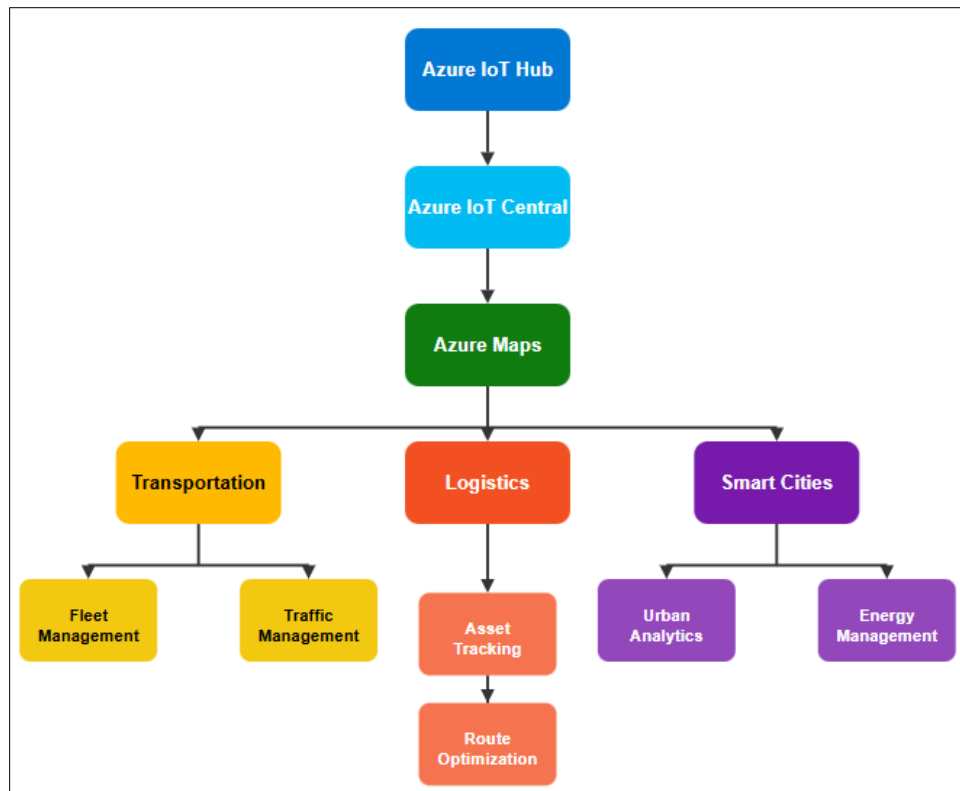 Azure IoT Hub
Azure IoT Central
Azure Maps
Transportation
Logistics
Smart Cities
Fleet
Management
Traffic
Management
Asset
Tracking
Urban
Analytics
Energy
Management
Route
Optimization